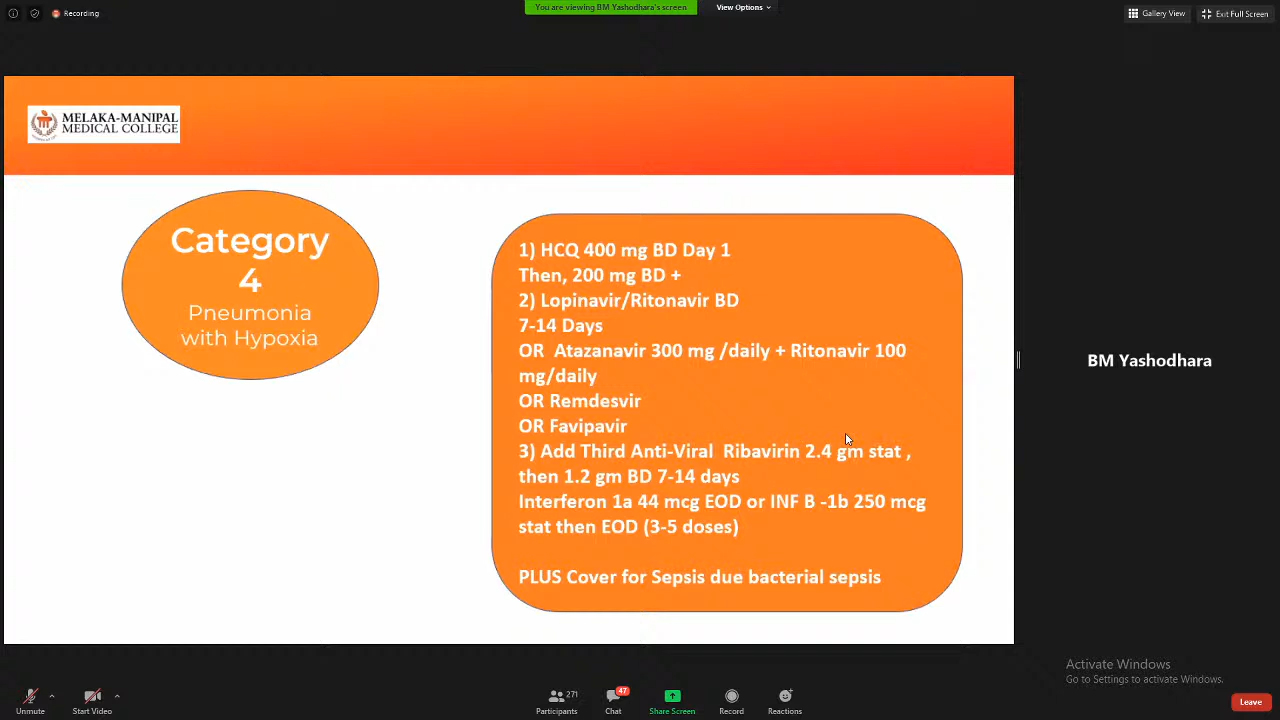 Recording
You are viewing BM Yashodhara's screen
View Options
Gallery View
Exit Full Screen
MELAKA-MANIPAL
MEDICAL COLLEGE
Category
4
Pneumonia
with Hypoxia
1) HCQ 400 mg BD Day 1
Then, 200 mg BD +
2) Lopinavir/Ritonavir BD
7-14 Days
OR Atazanavir 300 mg /daily + Ritonavir 100
mg/daily
OR Remdesvir
OR Favipavir
3) Add Third Anti-Viral Ribavirin 2.4 gm stat ,
then 1.2 gm BD 7-14 days
Interferon 1a 44 mcg EOD or INF B -1b 250 mcg
stat then EOD (3-5 doses)
PLUS Cover for Sepsis due bacterial sepsis
BM Yashodhara
Activate Windows
Go to Settings to activate Windows.
271
47
Unmute
Start Video
Participants
Chat
Share Screen
Record
Reactions
Leave